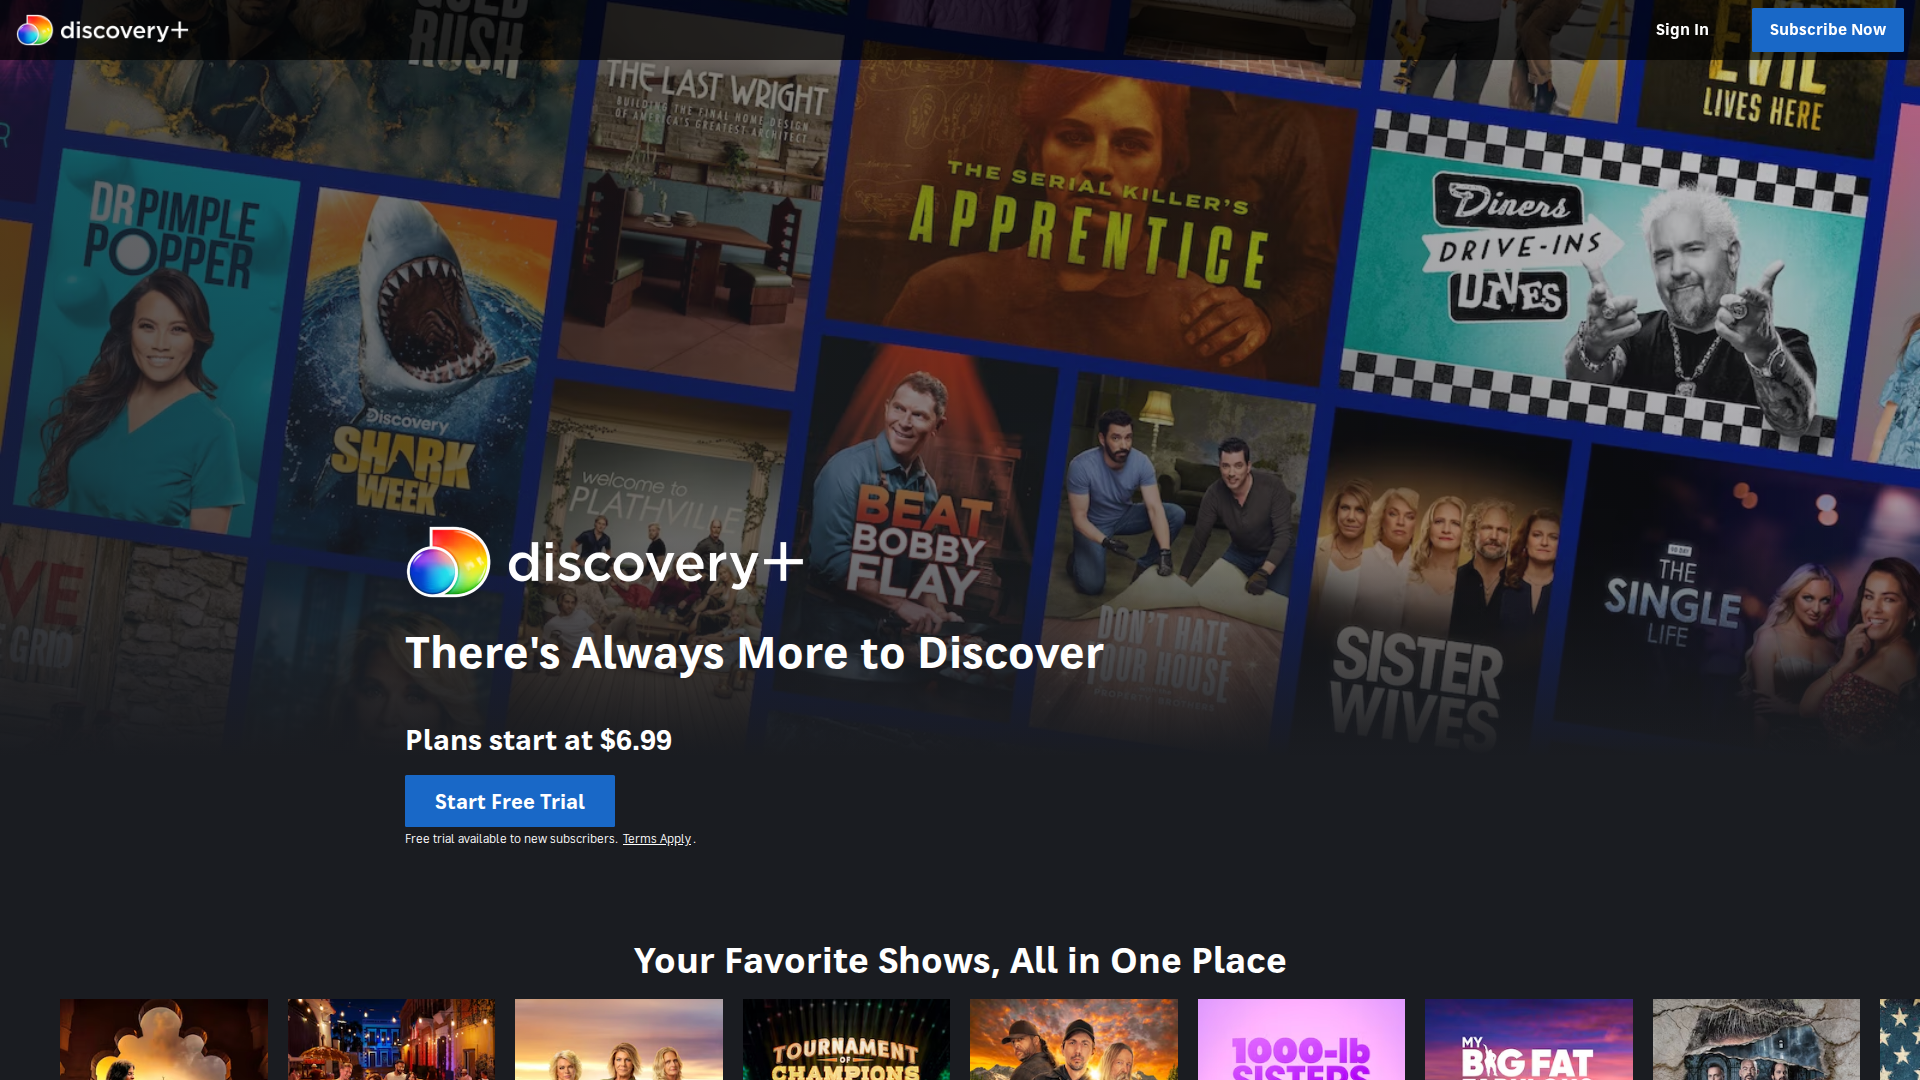 discovery+
Sign In
Subscribe Now
GOLD
RUSH
THE LAST WRIGHT
BUILDING THE FINAL HOME DESIGN
OF AMERICA'S GREATEST ARCHITECT
EVIL
LIVES HERE
THE SERIAL KILLER'S
APPRENTICE
Diners
DRIVE-INS
DIVES
DR PIMPLE
POPPER
Discovery
SHARK
WEEK
welcome to
PLATHVILLE
BEAT
BOBBY
FLAY
DON'T HATE
YOUR HOUSE
PROPERTY BROTHERS
SISTER
WIVES
THE
SINGLE
LIFE
discovery+
There's Always More to Discover
Plans start at $6.99
Start Free Trial
Free trial available to new subscribers. Terms Apply.
Your Favorite Shows, All in One Place
TOURNAMENT
OF
CHAMPIONS
1000-lb
SISTERS
MY
BIG FAT